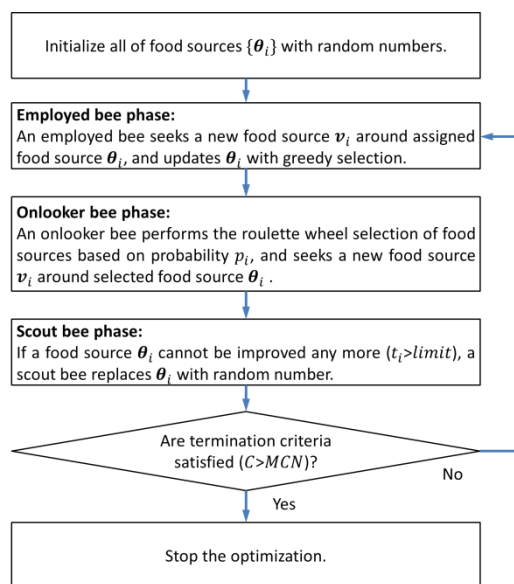 Initialize all of food sources {θᵢ} with random numbers.
Employed bee phase:
An employed bee seeks a new food source vᵢ around assigned
food source θᵢ, and updates θᵢ with greedy selection.
Onlooker bee phase:
An onlooker bee performs the roulette wheel selection of food
sources based on probability pᵢ, and seeks a new food source
vᵢ around selected food source θᵢ .
Scout bee phase:
If a food source θᵢ cannot be improved any more (tᵢ>limit), a
scout bee replaces θᵢ with random number.
Are termination criteria
satisfied (C>MCN)?
No
Yes
Stop the optimization.